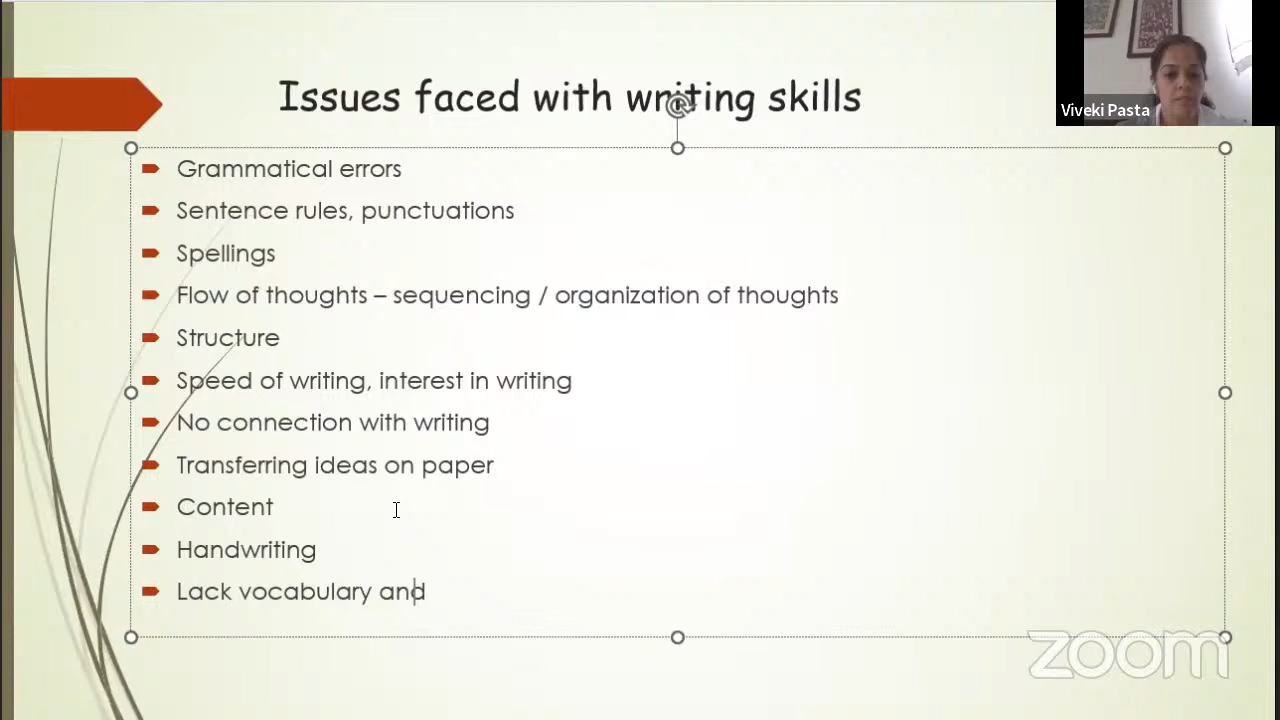 Issues faced with writing skills
Viveki Pasta
Grammatical errors
Sentence rules, punctuations
Spellings
Flow of thoughts – sequencing / organization of thoughts
Structure
Speed of writing, interest in writing
No connection with writing
Transferring ideas on paper
Content
Handwriting
Lack vocabulary and
zoom